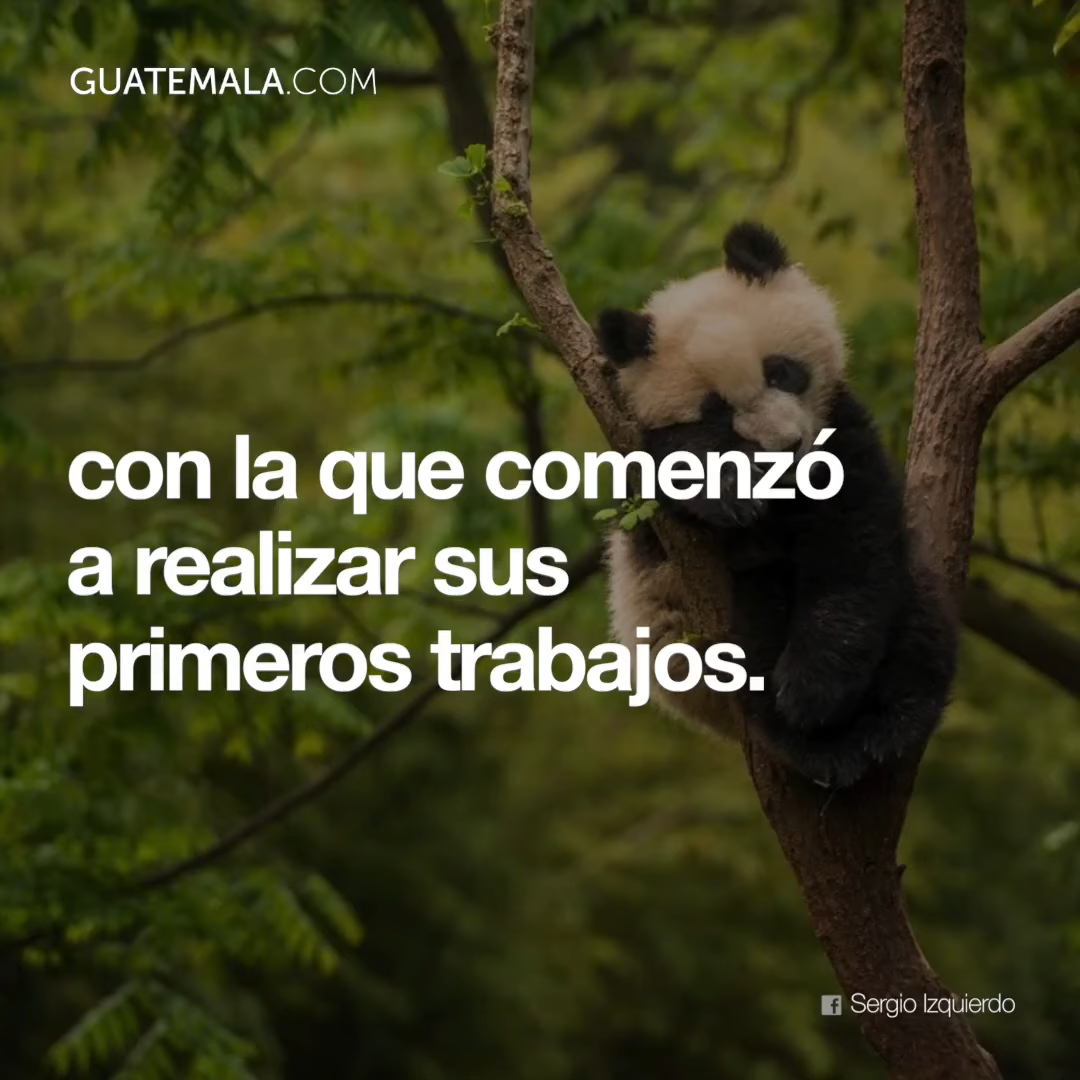 GUATEMALA.COM
con la que comenzó
a realizar sus
primeros trabajos.
Sergio Izquierdo